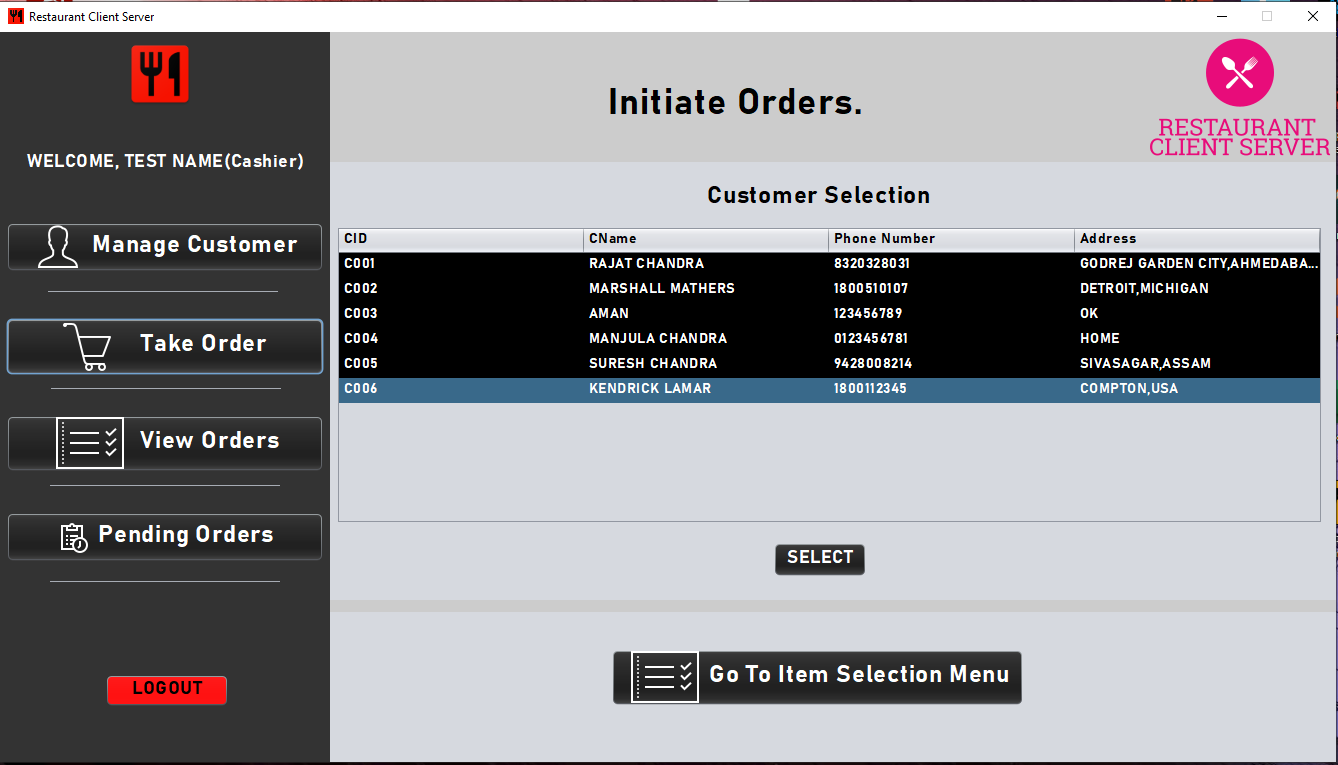 Restaurant Client Server
WELCOME, TEST NAME(Cashier)
Manage Customer
Take Order
View Orders
Pending Orders
LOGOUT
Initiate Orders.
RESTAURANT
CLIENT SERVER
Customer Selection
CID CName Phone Number Address
C001 RAJAT CHANDRA 8320328031 GODREJ GARDEN CITY,AHMEDABA...
C002 MARSHALL MATHERS 1800510107 DETROIT,MICHIGAN
C003 AMAN 123456789 OK
C004 MANJULA CHANDRA 0123456781 HOME
C005 SURESH CHANDRA 9428008214 SIVASAGAR,ASSAM
C006 KENDRICK LAMAR 1800112345 COMPTON,USA
SELECT
Go To Item Selection Menu